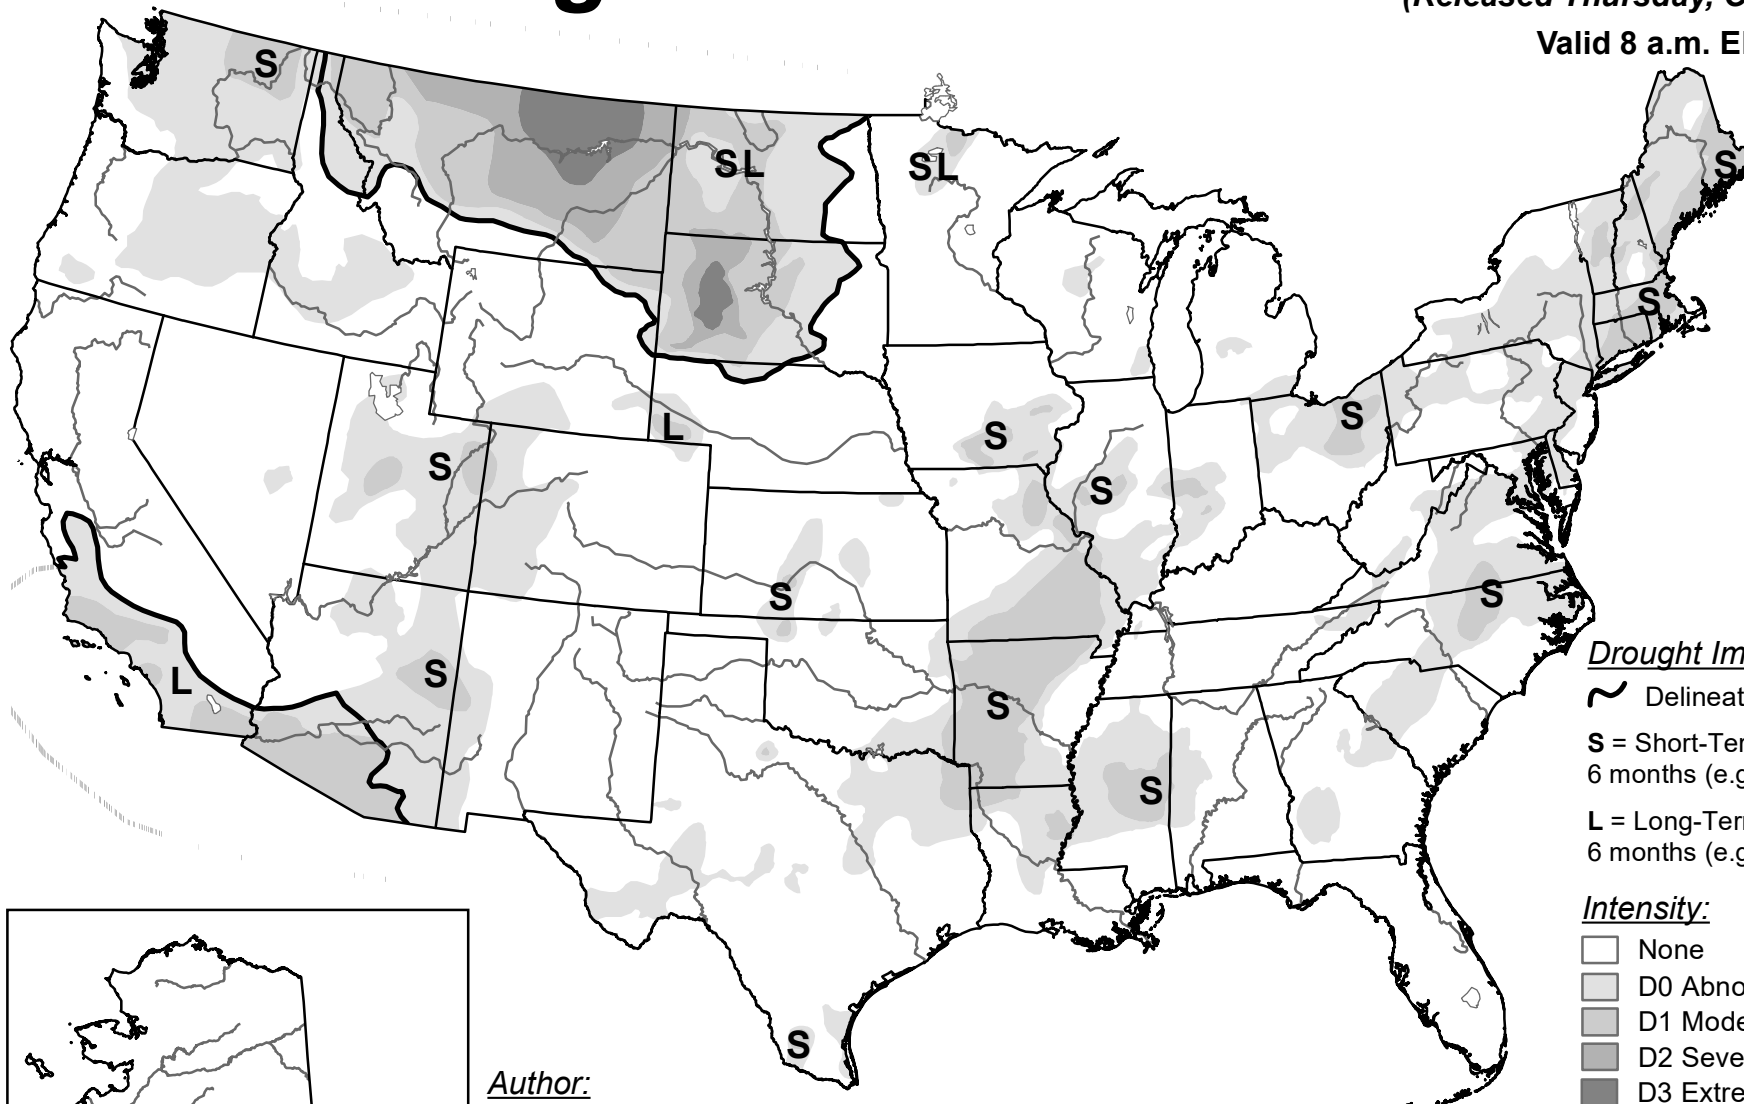 (Released Thursday,
Valid 8 a.m.
S
SL
SL
S
S
S
L
S
S
S
S
S
S
L
S
S
S
S
Drought
Delineat
S = Short-Ter
6 months (e.g
L = Long-Ter
6 months (e.g
Intensity:
None
D0 Abno
D1 Mode
D2 Seve
D3 Extre
Author: